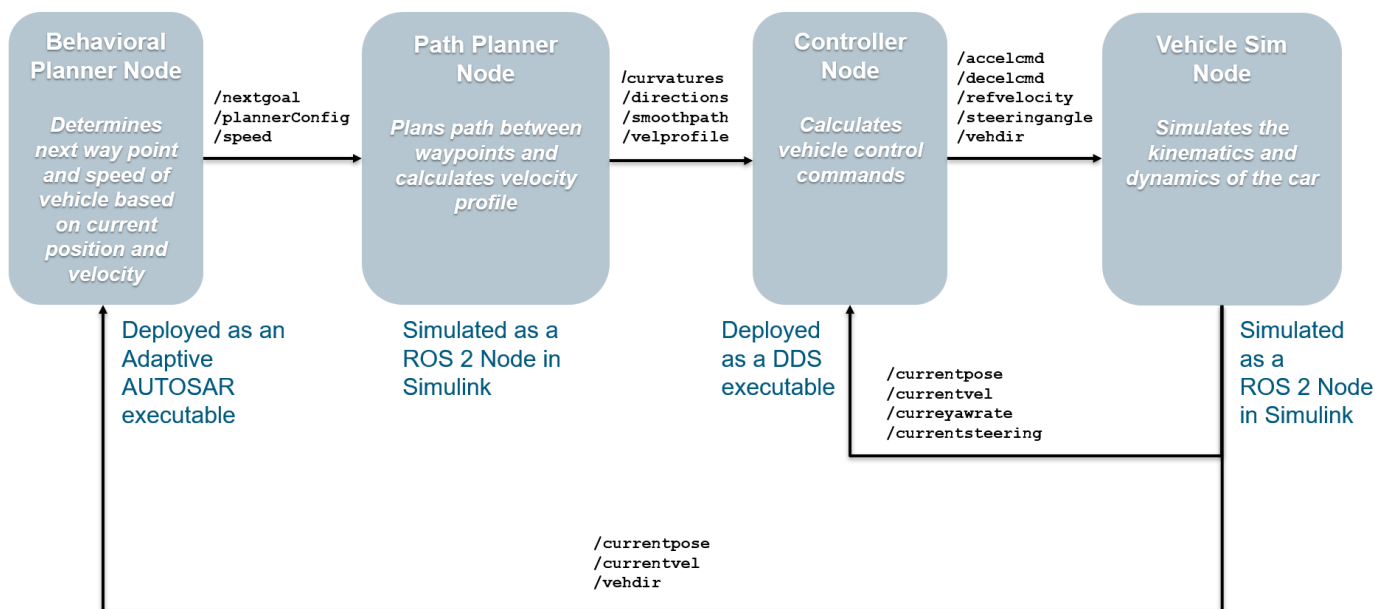 Behavioral
Planner Node
Determines
next way point
and speed of
vehicle based
on current
position and
velocity
/nextgoal
/plannerConfig
/speed
Path Planner
Node
Plans path between
waypoints and
calculates velocity
profile
/curvatures
/directions
/smoothpath
/velprofile
Controller
Node
Calculates
vehicle control
commands
/accelcmd
/decelcmd
/refvelocity
/steeringangle
/vehdir
Vehicle Sim
Node
Simulates the
kinematics and
dynamics of the car
Deployed as an
Adaptive
AUTOSAR
executable
Simulated as a
ROS 2 Node in
Simulink
Deployed
as a DDS
executable
/currentpose
/currentvel
/curreyawrate
/currentsteering
Simulated
as a
ROS 2 Node
in Simulink
/currentpose
/currentvel
/vehdir